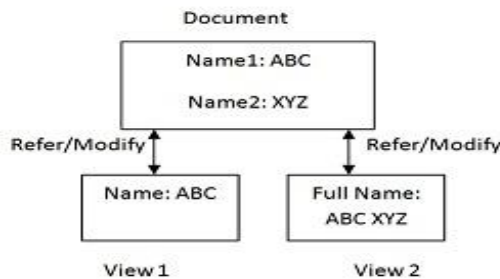 Document
Name1: ABC
Name2: XYZ
Refer/Modify
Refer/Modify
Name: ABC
Full Name:
ABC XYZ
View 1
View 2